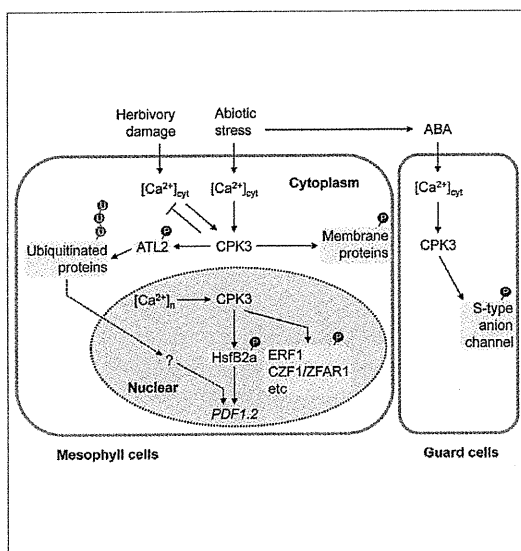 Herbivory damage
Abiotic stress
ABA
[Ca²⁺]cyt
[Ca²⁺]cyt
Cytoplasm
[Ca²⁺]cyt
U
U
U
P
P
Ubiquitinated proteins
ATL2
CPK3
Membrane proteins
CPK3
[Ca²⁺]n
CPK3
P
P
P
S-type anion channel
?
HsfB2a
ERF1
CZF1/ZFAR1
etc
Nuclear
PDF1.2
Mesophyll cells
Guard cells